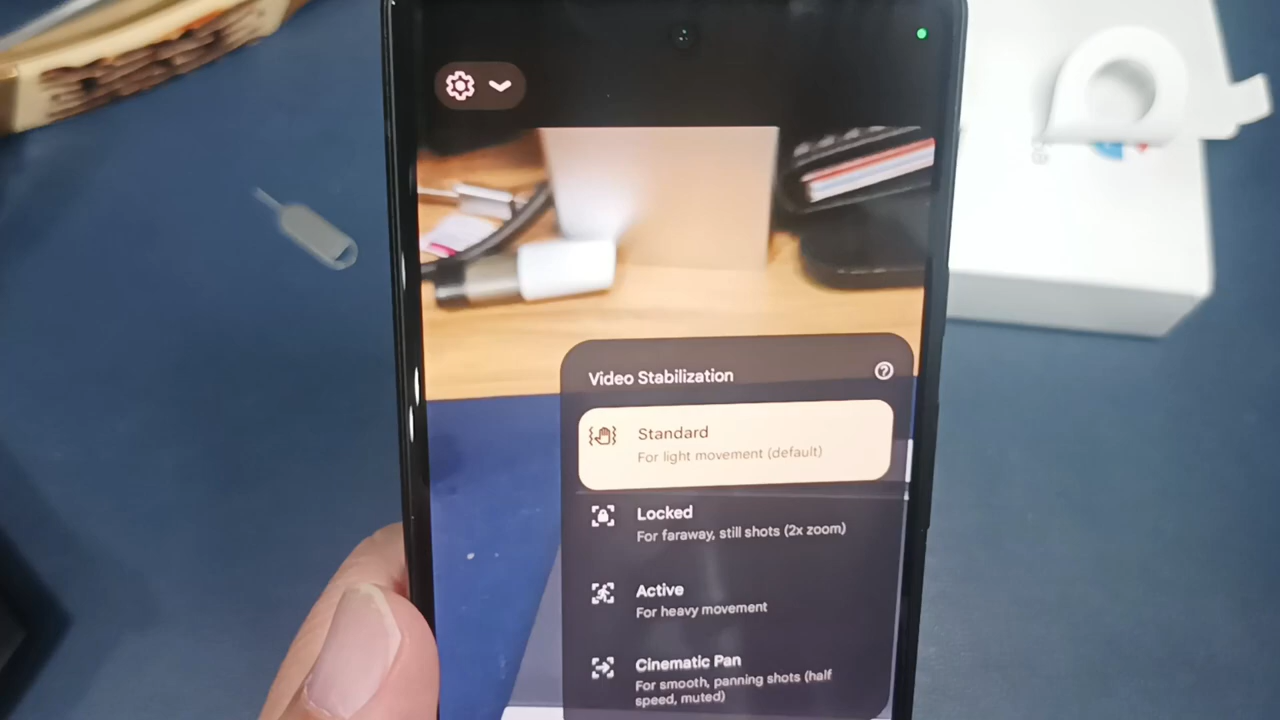 Video Stabilization
Standard
For light movement (default)
Locked
For faraway, still shots (2x zoom)
Active
For heavy movement
Cinematic Pan
For smooth, panning shots (half
speed, muted)